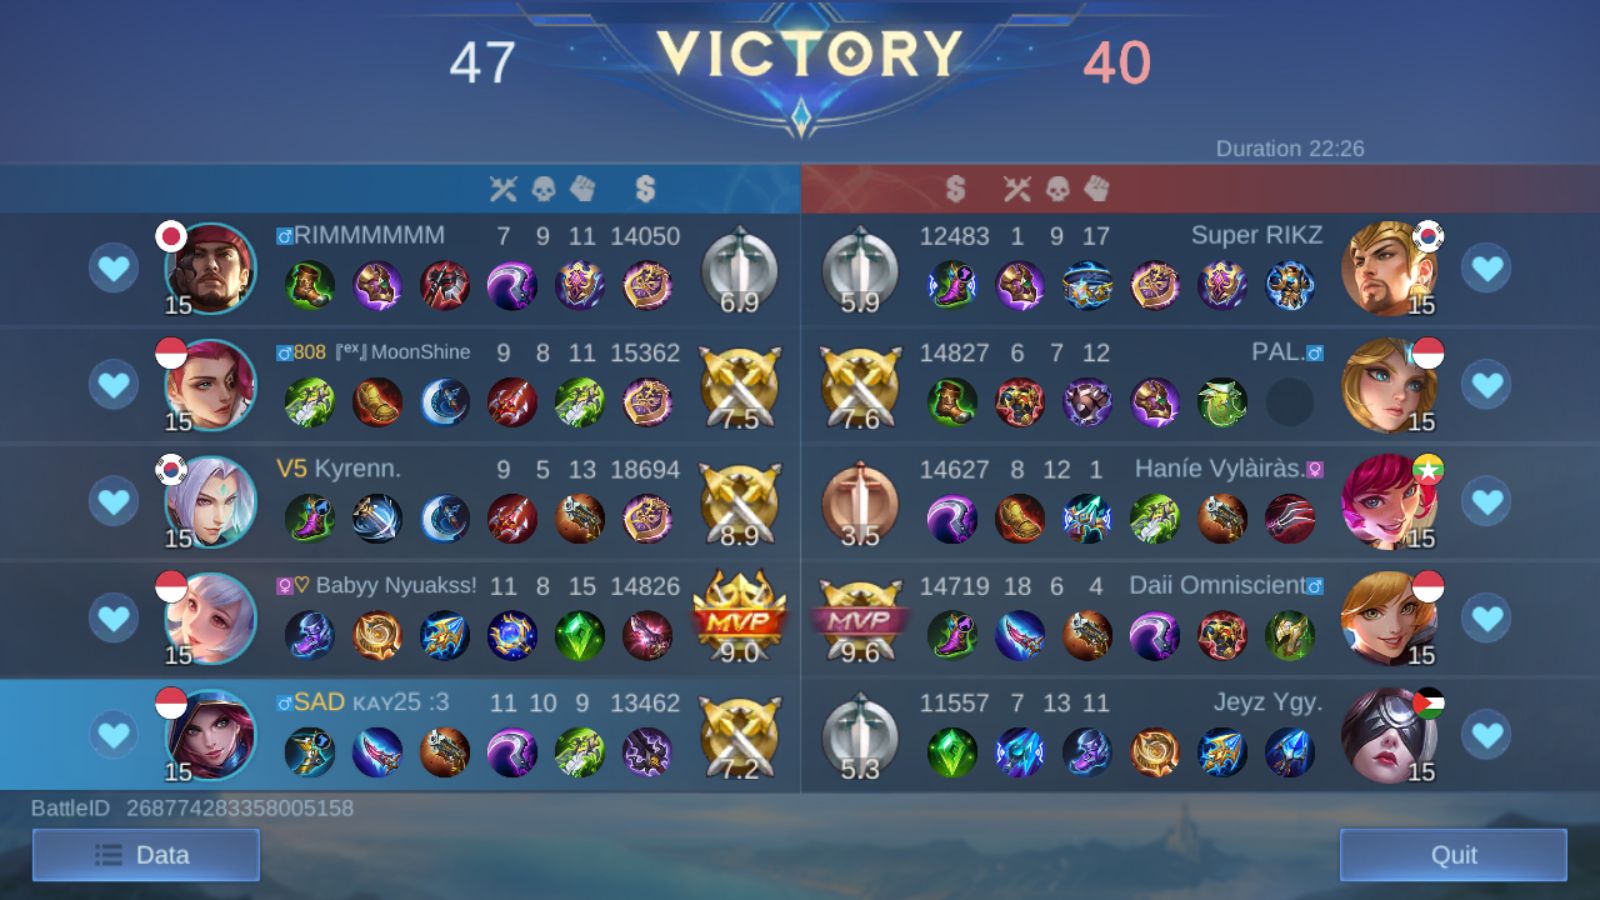 47 VICTORY 40
Duration 22:26
RIMMMMMM 7 9 11 14050
15 6.9
12483 1 9 17 Super RIKZ
5.9 15
808 『ex』MoonShine 9 8 11 15362
15 7.5
14827 6 7 12 PAL.
7.6 15
V5 Kyrenn. 9 5 13 18694
15 8.9
14627 8 12 1 Haníe Vylàiràs.
3.5 15
♡ Babyy Nyuakss! 11 8 15 14826
MVP
15 9.0
14719 18 6 4 Daii Omniscient
MVP
9.6 15
SAD KAY25 :3 11 10 9 13462
15 7.2
11557 7 13 11 Jeyz Ygy.
5.3 15
BattleID 268774283358005158
Data
Quit